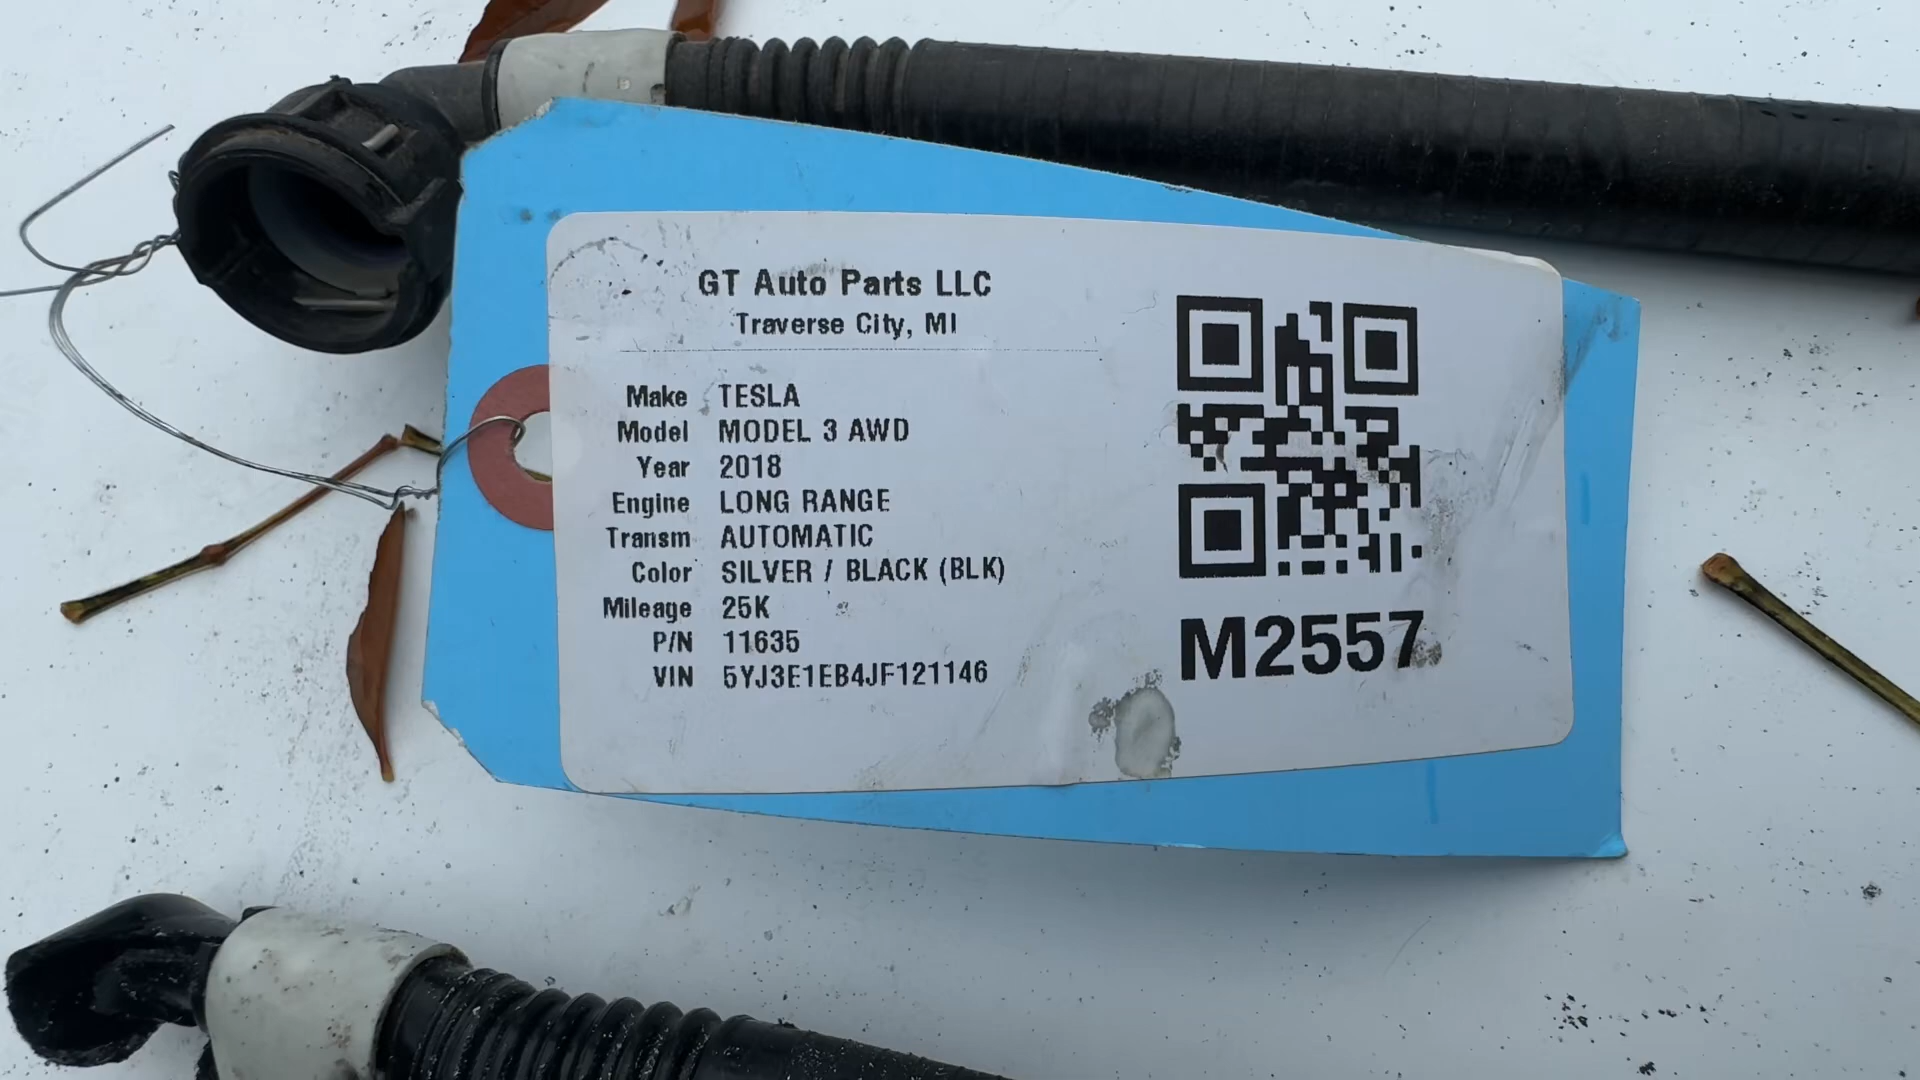 GT Auto Parts LLC
Traverse City, MI
Make TESLA
Model MODEL 3 AWD
Year 2018
Engine LONG RANGE
Transm AUTOMATIC
Color SILVER / BLACK (BLK)
Mileage 25K
P/N 11635
VIN 5YJ3E1EB4JF121146
M2557